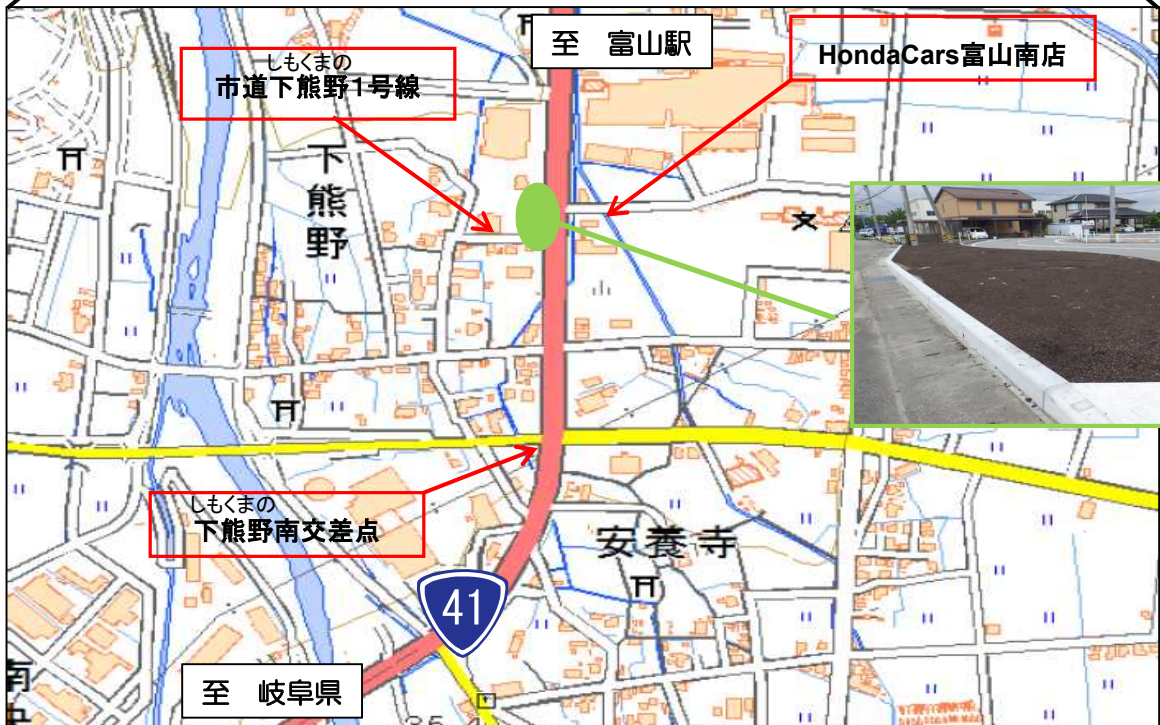 至 富山駅
HondaCars富山南店
しもくまの
市道下熊野1号線
下熊野
しもくまの
下熊野南交差点
安養寺
41
至 岐阜県